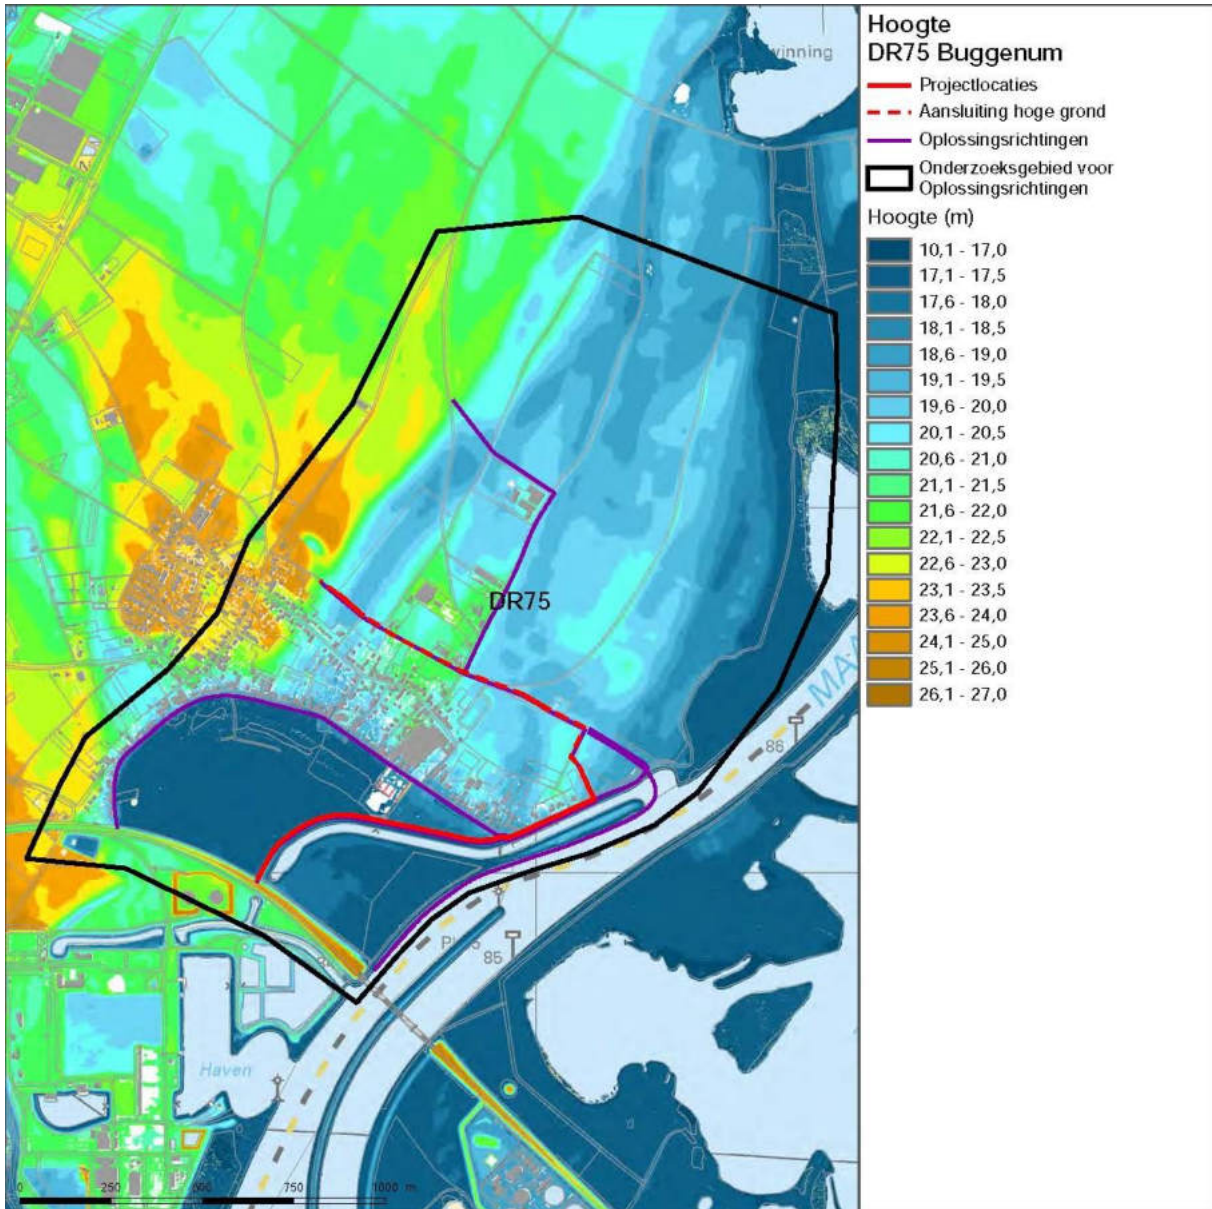 winning
DR75
MAA
86
85
Haven
0 250 500 750 1000 m
Hoogte
DR75 Buggenum
Projectlocaties
Aansluiting hoge grond
Oplossingsrichtingen
Onderzoeksgebied voor
Oplossingsrichtingen
Hoogte (m)
10,1 - 17,0
17,1 - 17,5
17,6 - 18,0
18,1 - 18,5
18,6 - 19,0
19,1 - 19,5
19,6 - 20,0
20,1 - 20,5
20,6 - 21,0
21,1 - 21,5
21,6 - 22,0
22,1 - 22,5
22,6 - 23,0
23,1 - 23,5
23,6 - 24,0
24,1 - 25,0
25,1 - 26,0
26,1 - 27,0